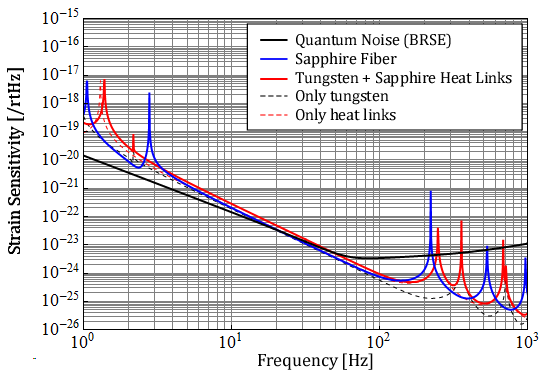 Strain Sensitivity [/rtHz]
10^-15
10^-16
10^-17
10^-18
10^-19
10^-20
10^-21
10^-22
10^-23
10^-24
10^-25
10^-26
Quantum Noise (BRSE)
Sapphire Fiber
Tungsten + Sapphire Heat Links
Only tungsten
Only heat links
10^0 10^1 10^2 10^3
Frequency [Hz]